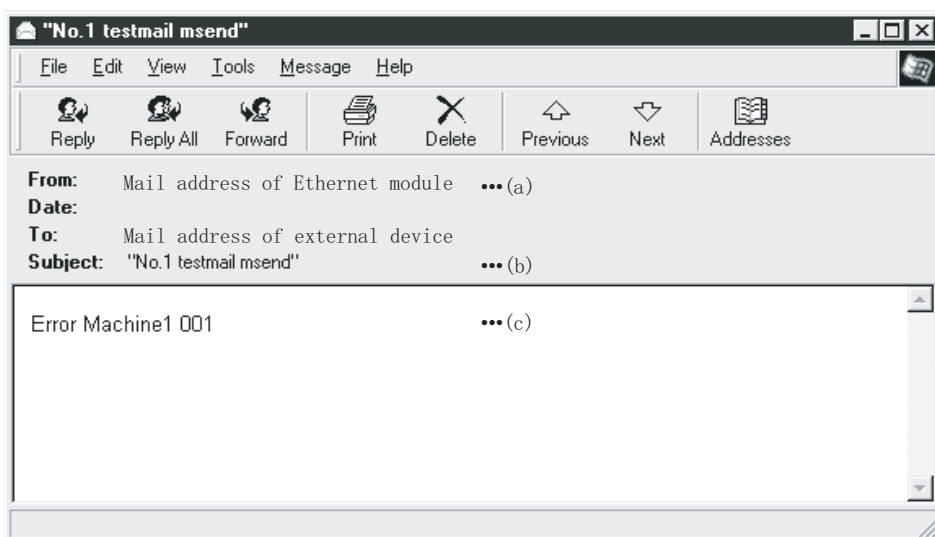 "No.1 testmail msend"
File Edit View Tools Message Help
Reply Reply All Forward Print Delete Previous Next Addresses
From: Mail address of Ethernet module •••(a)
Date:
To: Mail address of external device
Subject: "No.1 testmail msend" •••(b)
Error Machine1 001 •••(c)